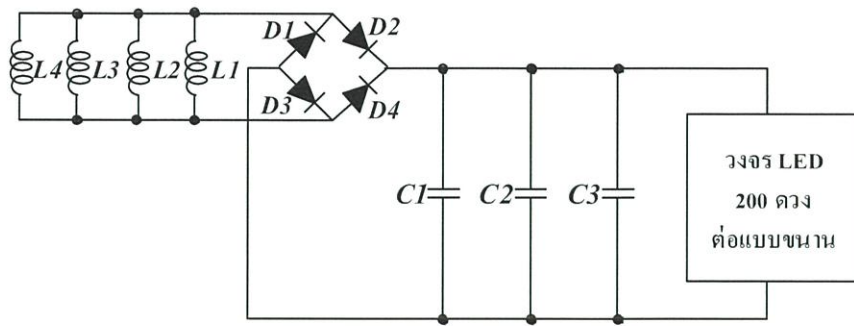 D1 D2
L4 L3 L2 L1
D3 D4
C1 C2 C3
วงจร LED
200 ดวง
ต่อแบบขนาน